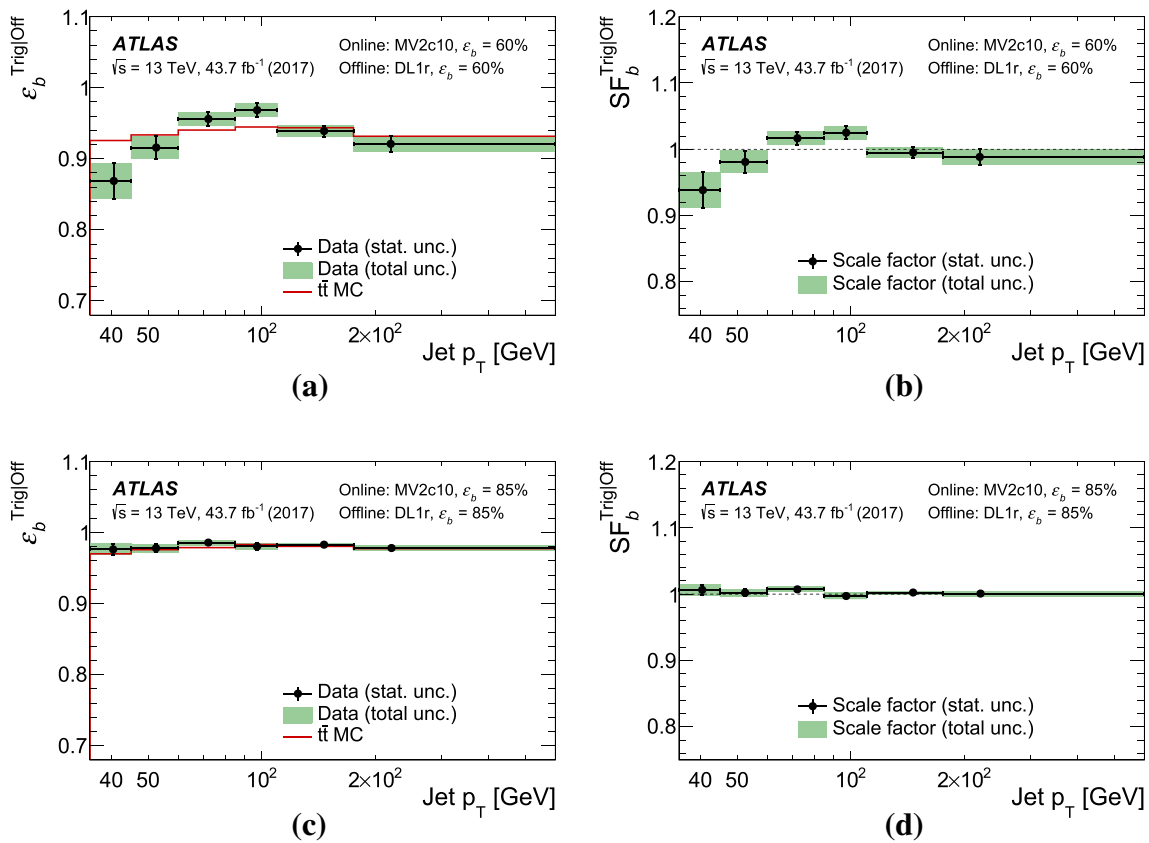 ε_b^Trig|Off
1.1
1
0.9
0.8
0.7
ATLAS
√s = 13 TeV, 43.7 fb⁻¹ (2017)
Online: MV2c10, ε_b = 60%
Offline: DL1r, ε_b = 60%
Data (stat. unc.)
Data (total unc.)
tt̄ MC
40 50 10² 2×10²
Jet p_T [GeV]
(a)
SF_b^Trig|Off
1.2
1.1
1
0.9
0.8
ATLAS
√s = 13 TeV, 43.7 fb⁻¹ (2017)
Online: MV2c10, ε_b = 60%
Offline: DL1r, ε_b = 60%
Scale factor (stat. unc.)
Scale factor (total unc.)
40 50 10² 2×10²
Jet p_T [GeV]
(b)
ε_b^Trig|Off
1.1
1
0.9
0.8
0.7
ATLAS
√s = 13 TeV, 43.7 fb⁻¹ (2017)
Online: MV2c10, ε_b = 85%
Offline: DL1r, ε_b = 85%
Data (stat. unc.)
Data (total unc.)
tt̄ MC
40 50 10² 2×10²
Jet p_T [GeV]
(c)
SF_b^Trig|Off
1.2
1.1
1
0.9
0.8
ATLAS
√s = 13 TeV, 43.7 fb⁻¹ (2017)
Online: MV2c10, ε_b = 85%
Offline: DL1r, ε_b = 85%
Scale factor (stat. unc.)
Scale factor (total unc.)
40 50 10² 2×10²
Jet p_T [GeV]
(d)